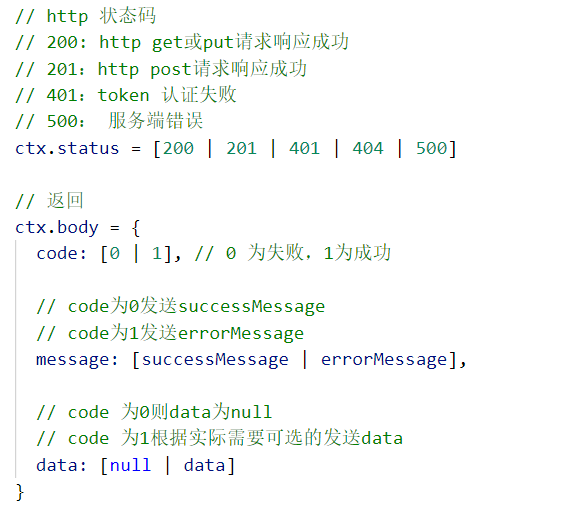 // http 状态码
// 200: http get或put请求响应成功
// 201：http post请求响应成功
// 401：token 认证失败
// 500： 服务端错误
ctx.status = [200 | 201 | 401 | 404 | 500]
// 返回
ctx.body = {
code: [0 | 1], // 0 为失败，1为成功
// code为0发送successMessage
// code为1发送errorMessage
message: [successMessage | errorMessage],
// code 为0则data为null
// code 为1根据实际需要可选的发送data
data: [null | data]
}